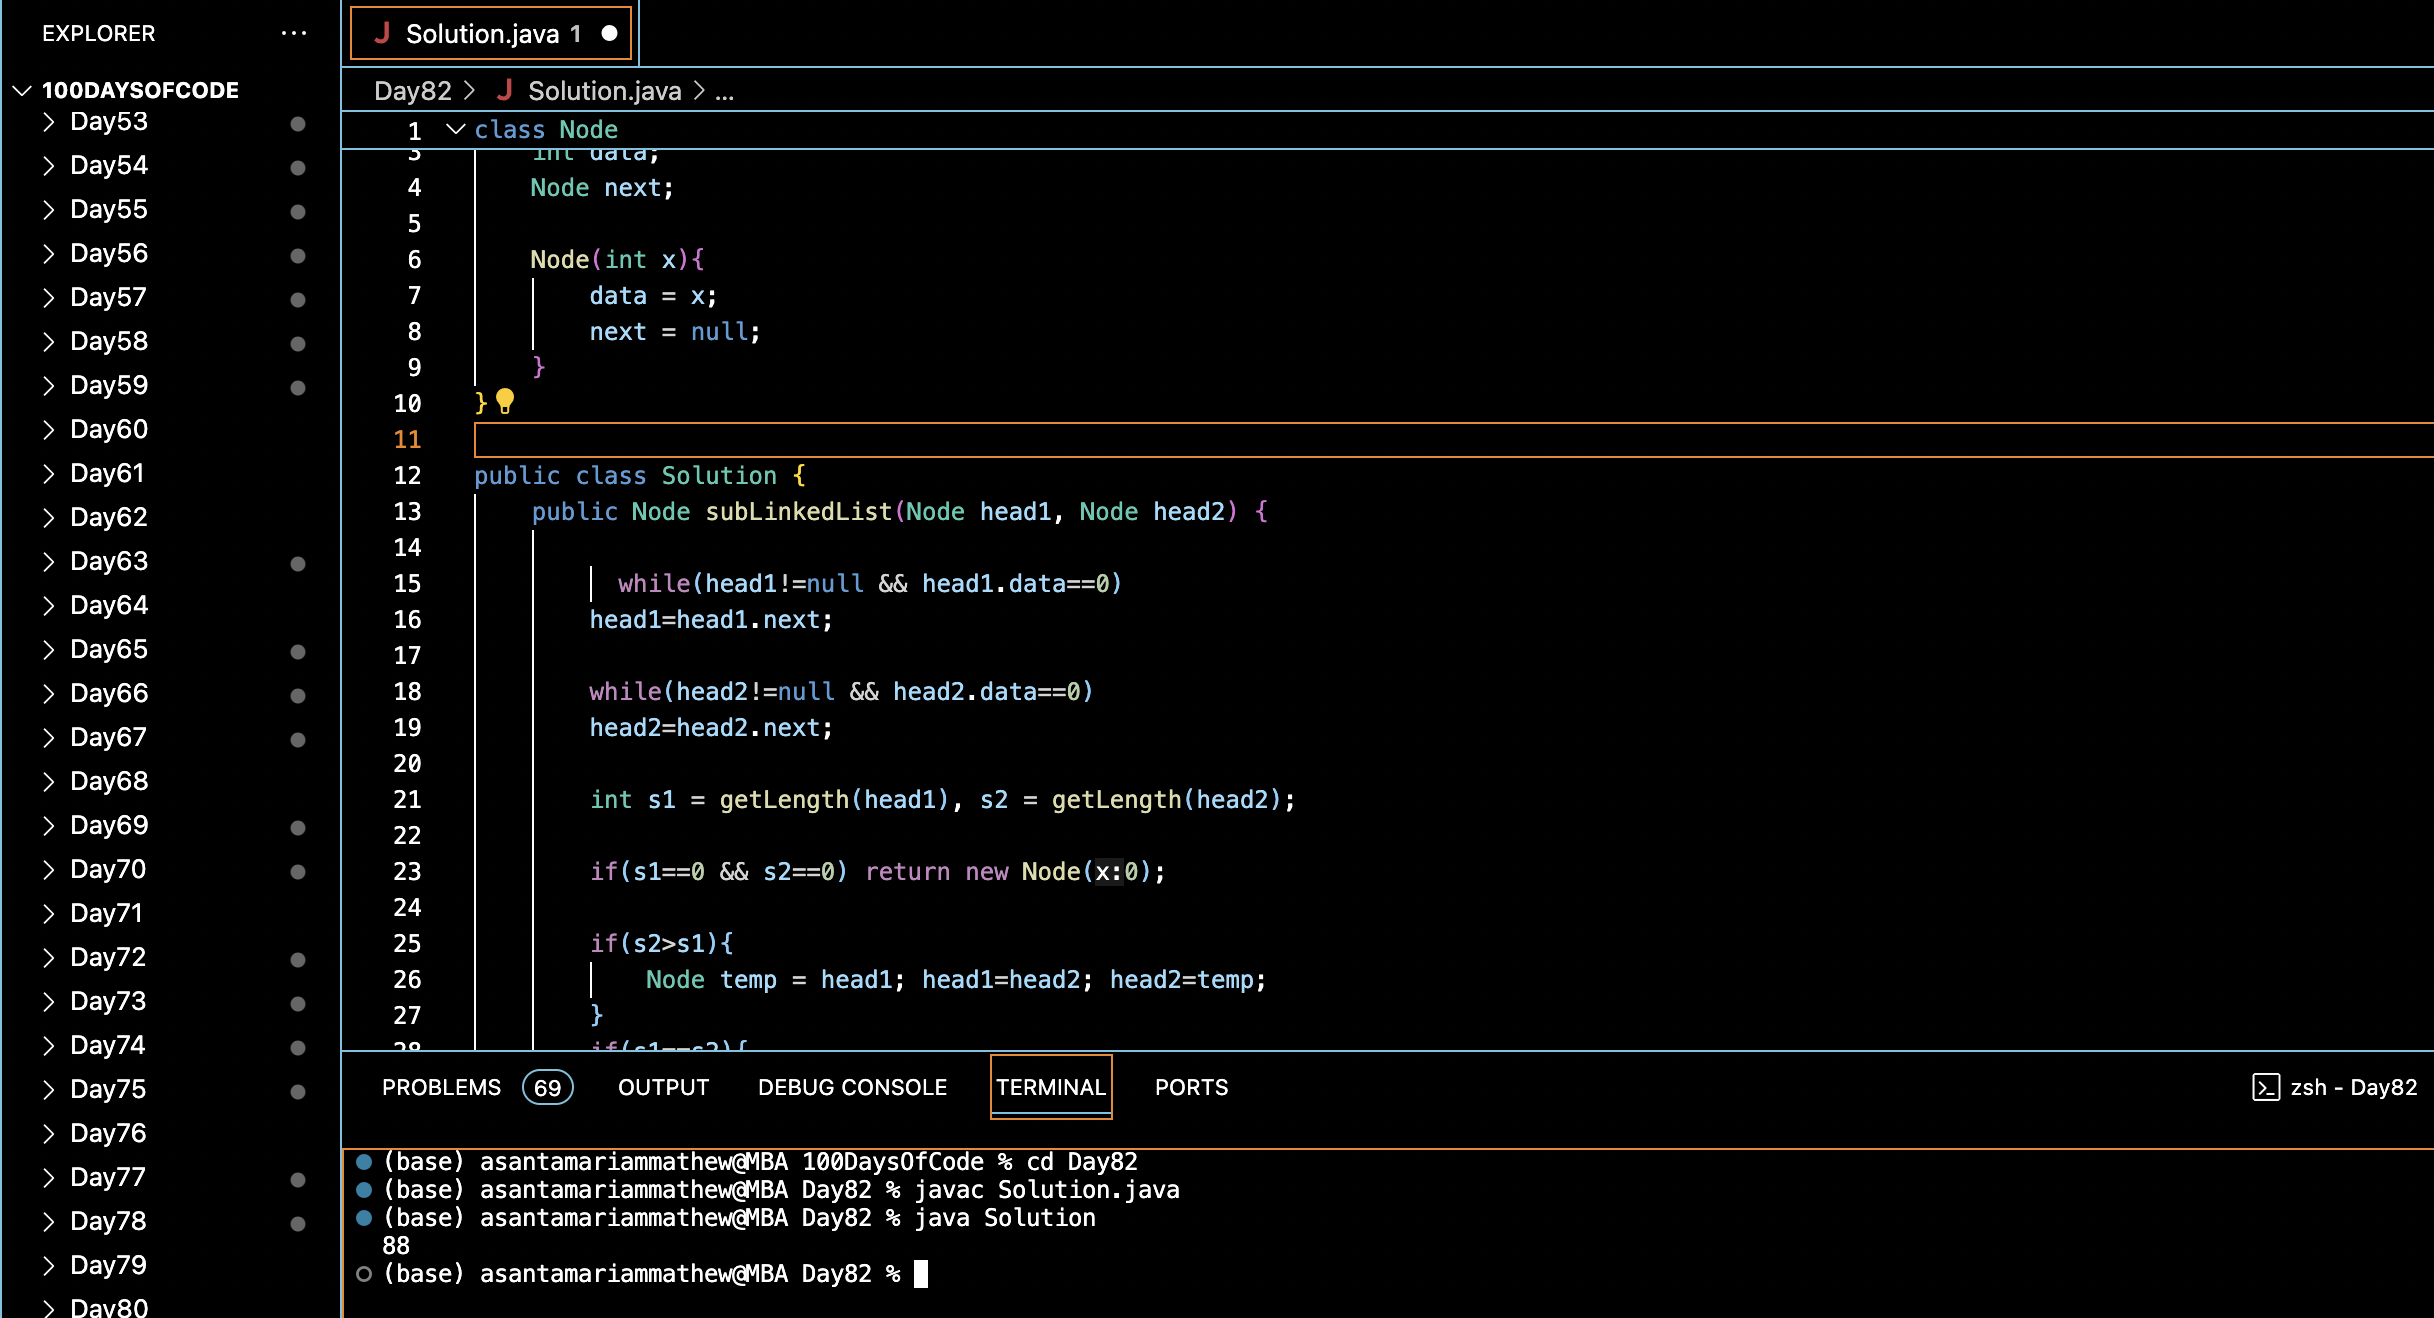 EXPLORER ...
100DAYSOFCODE
Day53
Day54
Day55
Day56
Day57
Day58
Day59
Day60
Day61
Day62
Day63
Day64
Day65
Day66
Day67
Day68
Day69
Day70
Day71
Day72
Day73
Day74
Day75
Day76
Day77
Day78
Day79
Day80
J Solution.java 1
Day82 > J Solution.java > ...
1 class Node
3 int data;
4 Node next;
5
6 Node(int x){
7 data = x;
8 next = null;
9 }
10 }
11
12 public class Solution {
13 public Node subLinkedList(Node head1, Node head2) {
14
15 while(head1!=null && head1.data==0)
16 head1=head1.next;
17
18 while(head2!=null && head2.data==0)
19 head2=head2.next;
20
21 int s1 = getLength(head1), s2 = getLength(head2);
22
23 if(s1==0 && s2==0) return new Node(x:0);
24
25 if(s2>s1){
26 Node temp = head1; head1=head2; head2=temp;
27 }
28 if(s1==s2){
PROBLEMS 69 OUTPUT DEBUG CONSOLE TERMINAL PORTS zsh - Day82
(base) asantamariammathew@MBA 100DaysOfCode % cd Day82
(base) asantamariammathew@MBA Day82 % javac Solution.java
(base) asantamariammathew@MBA Day82 % java Solution
88
(base) asantamariammathew@MBA Day82 %